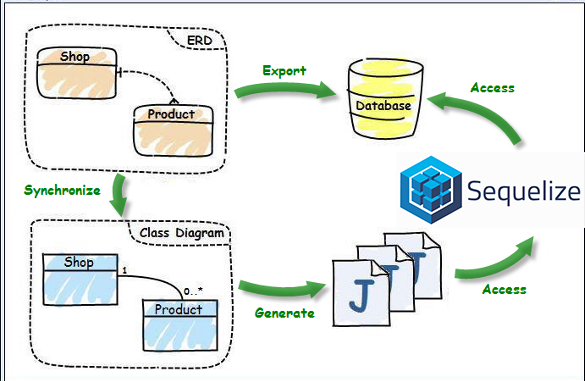 ERD
Shop
Product
Export
Database
Access
Synchronize
Sequelize
Class Diagram
Shop
1
0..*
Product
Generate
J
J
J
Access